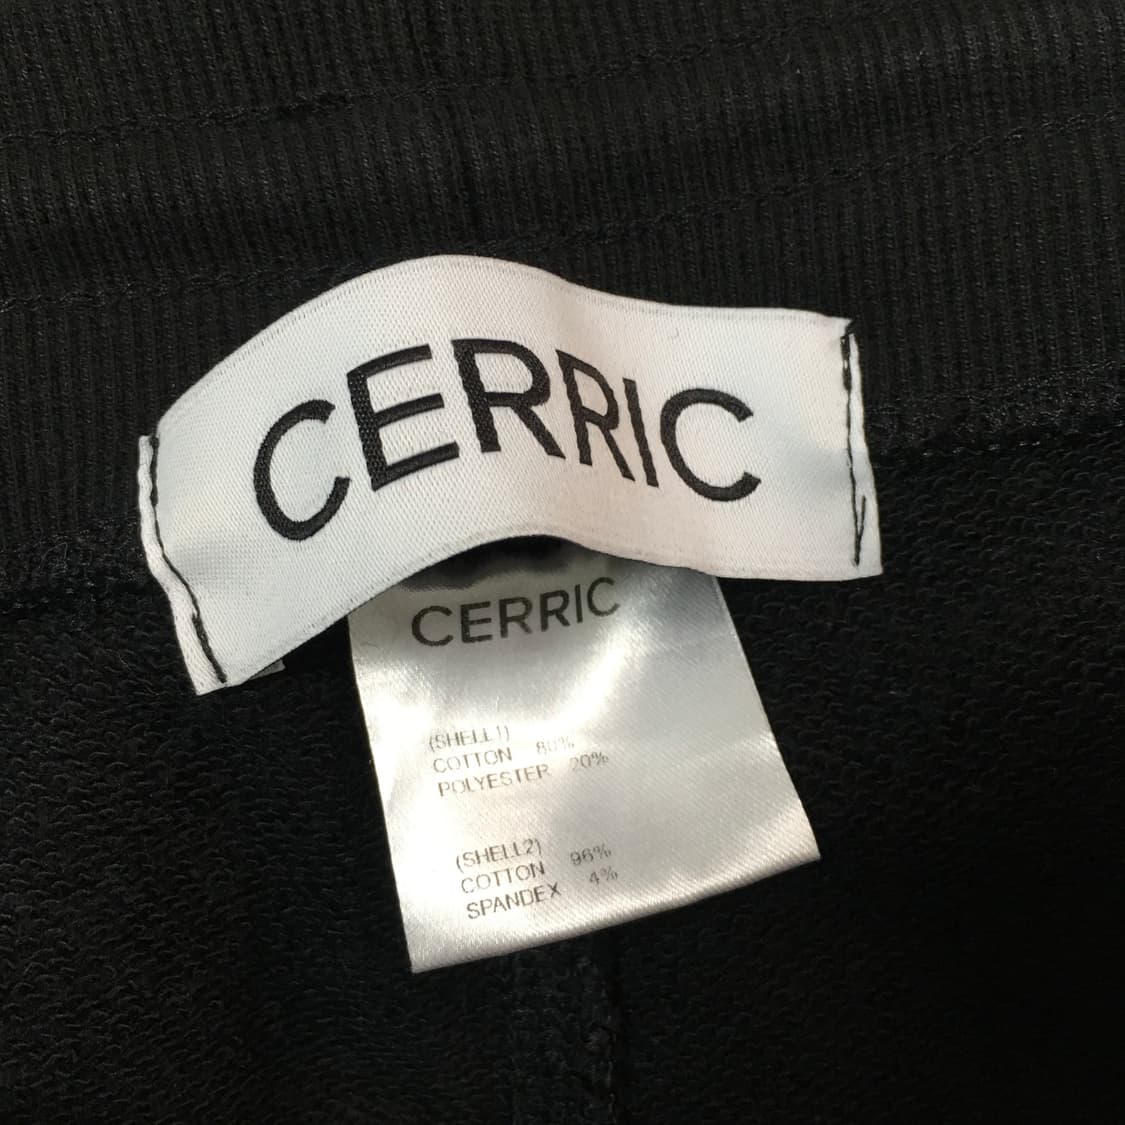 CERRIC
CERRIC
(SHELL1)
COTTON 80%
POLYESTER 20%
(SHELL2)
COTTON 96%
SPANDEX 4%